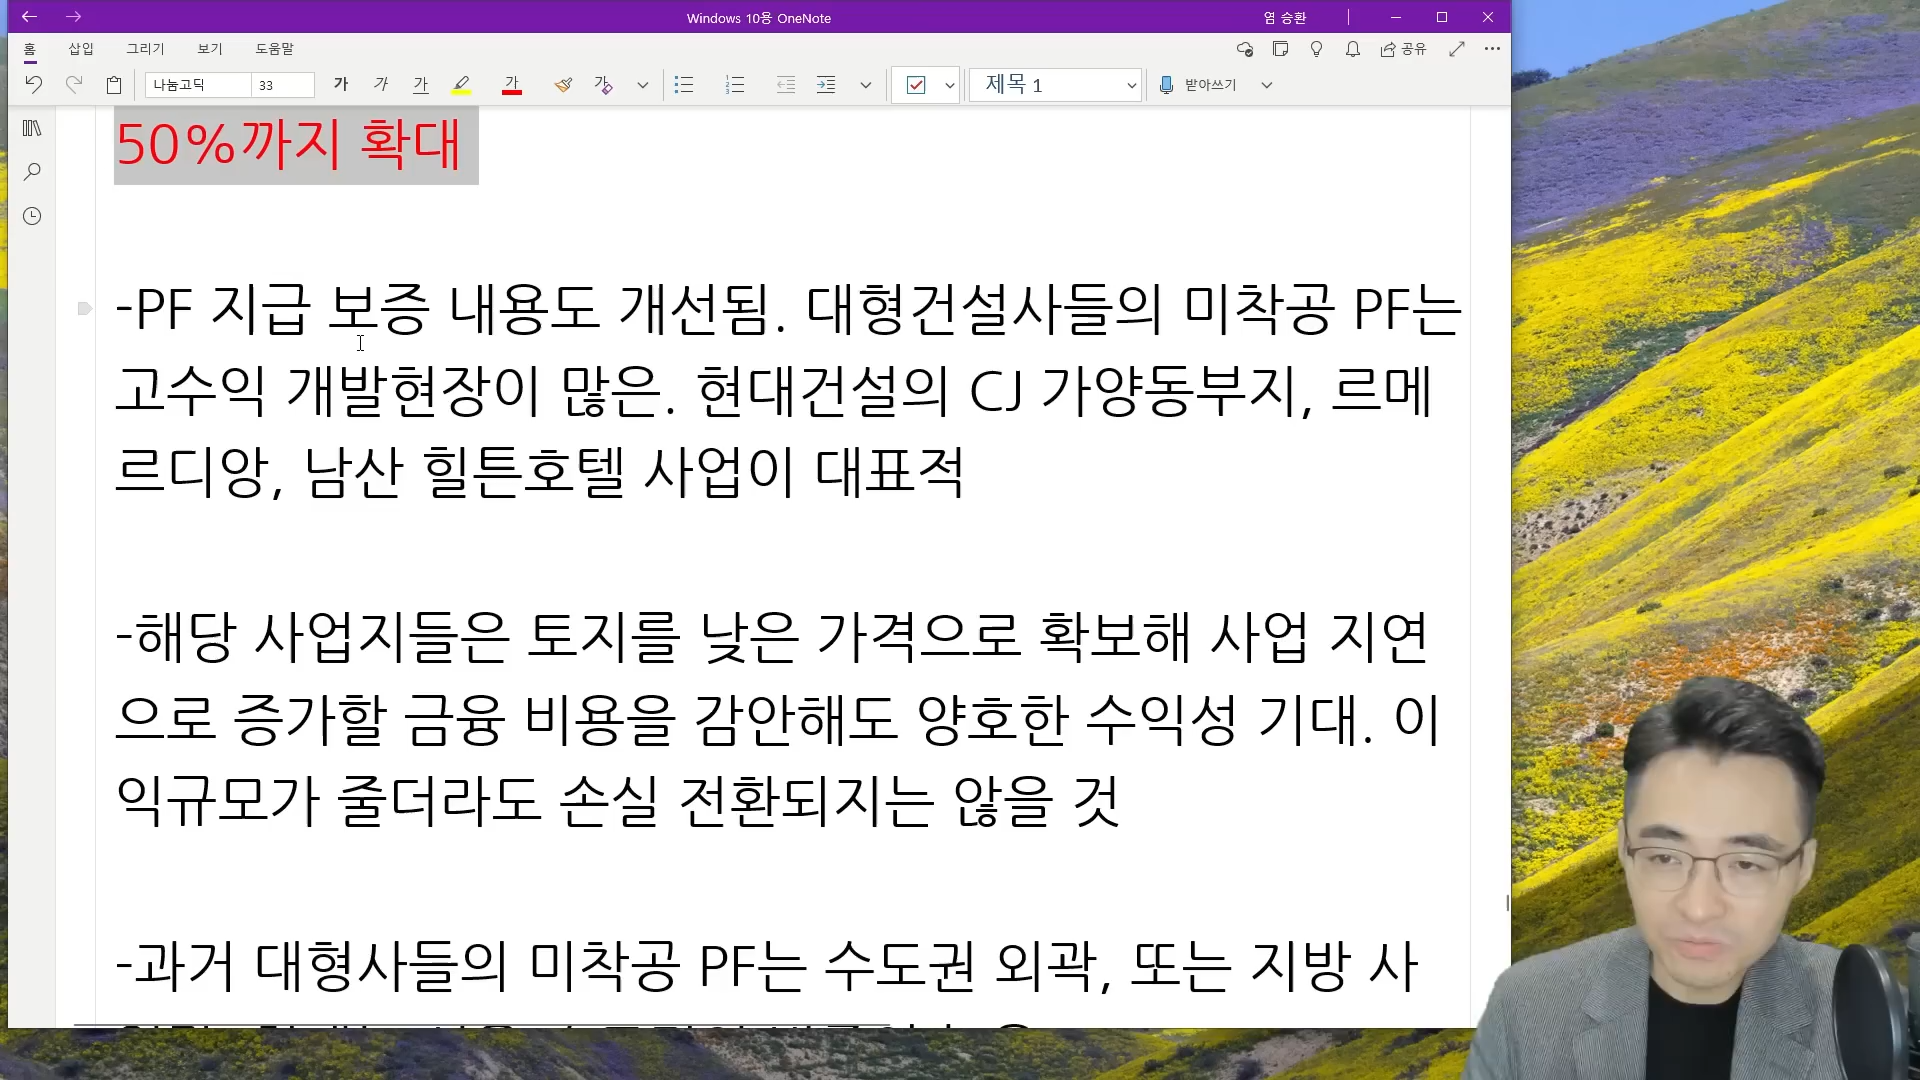 Windows 10용 OneNote
염 승환
홈 삽입 그리기 보기 도움말
공유
나눔고딕 33 가 가 가 가 가 제목 1 받아쓰기
50%까지 확대
-PF 지급 보증 내용도 개선됨. 대형건설사들의 미착공 PF는
고수익 개발현장이 많은. 현대건설의 CJ 가양동부지, 르메
르디앙, 남산 힐튼호텔 사업이 대표적
-해당 사업지들은 토지를 낮은 가격으로 확보해 사업 지연
으로 증가할 금융 비용을 감안해도 양호한 수익성 기대. 이
익규모가 줄더라도 손실 전환되지는 않을 것
-과거 대형사들의 미착공 PF는 수도권 외곽, 또는 지방 사